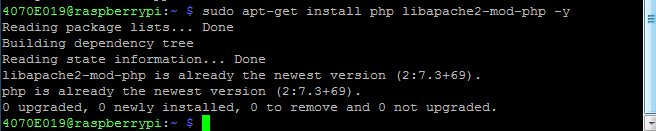 4070E019@raspberrypi:~ $ sudo apt-get install php libapache2-mod-php -y
Reading package lists... Done
Building dependency tree
Reading state information... Done
libapache2-mod-php is already the newest version (2:7.3+69).
php is already the newest version (2:7.3+69).
0 upgraded, 0 newly installed, 0 to remove and 0 not upgraded.
4070E019@raspberrypi:~ $